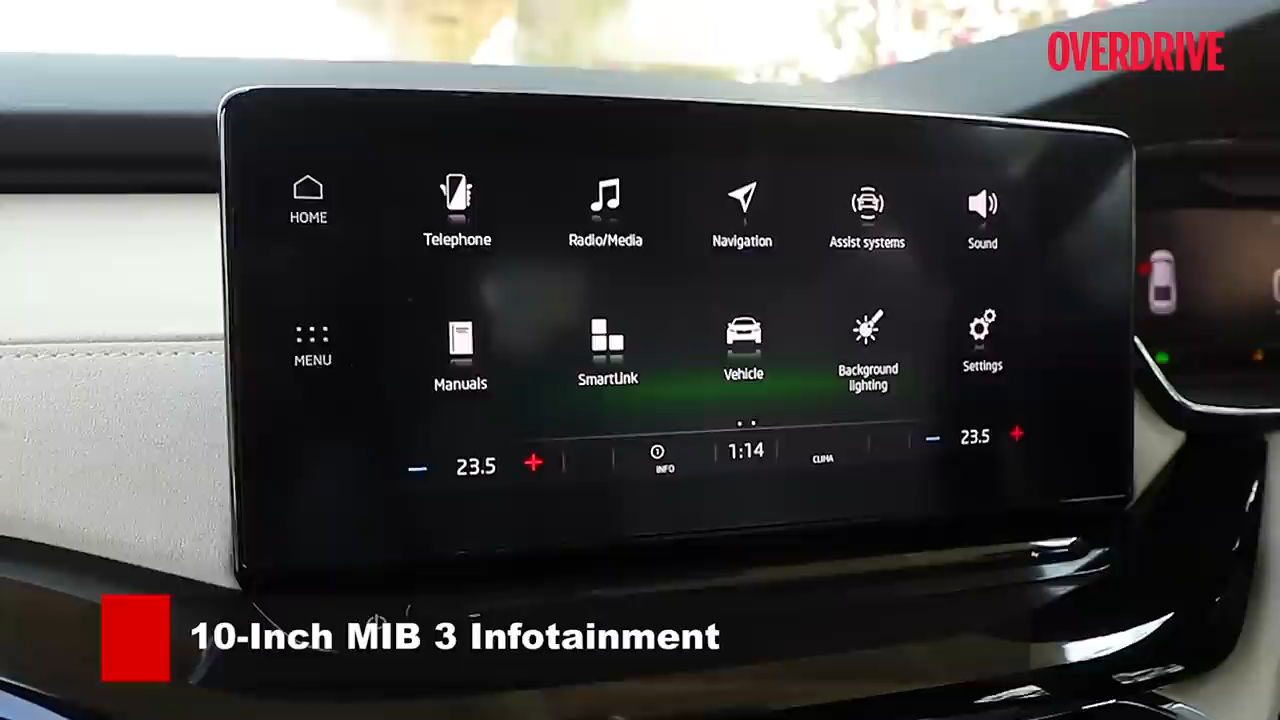 OVERDRIVE
HOME
Telephone
Radio/Media
Navigation
Assist systems
Sound
MENU
Manuals
SmartLink
Vehicle
Background
lighting
Settings
23.5
INFO
1:14
CLIMA
23.5
10-Inch MIB 3 Infotainment